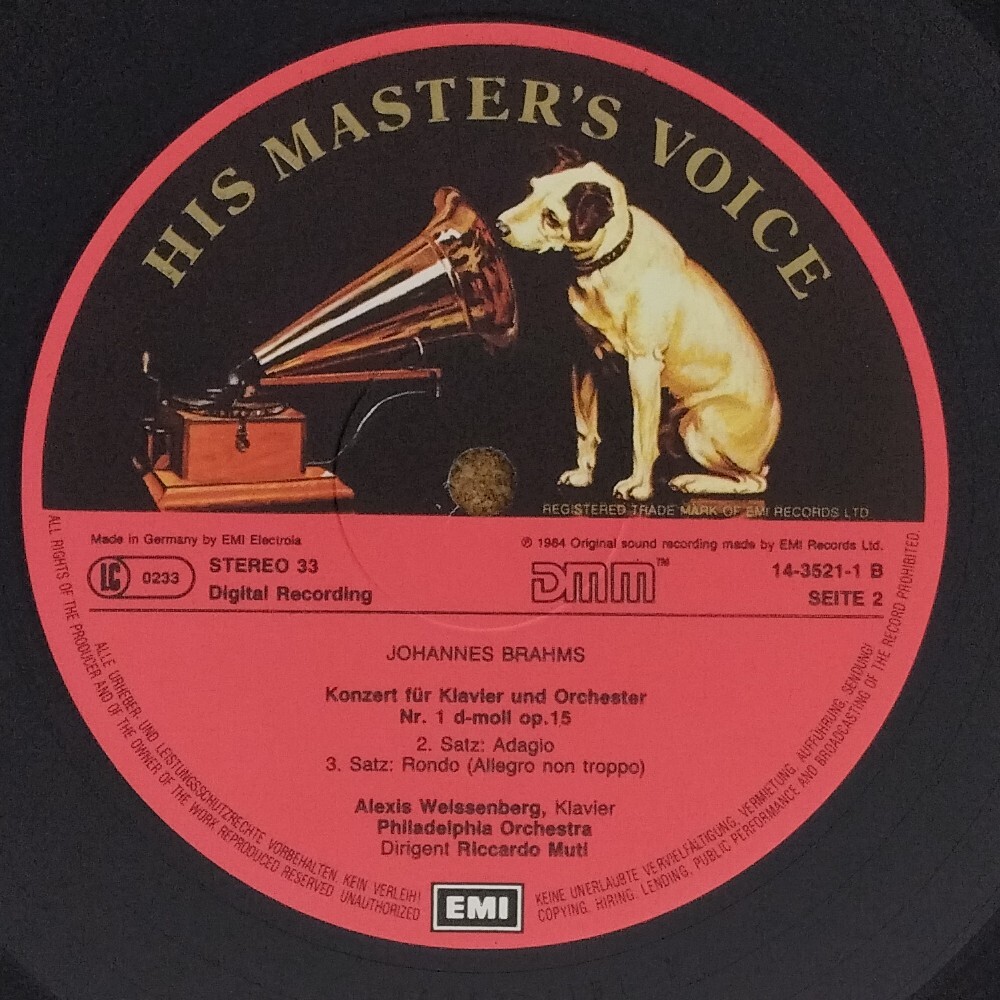 HIS MASTER'S VOICE
REGISTERED TRADE MARK OF EMI RECORDS LTD.
Made in Germany by EMI Electrola
℗ 1984 Original sound recording made by EMI Records Ltd.
LC 0233
STEREO 33
Digital Recording
DMM™
14-3521-1 B
SEITE 2
JOHANNES BRAHMS
Konzert für Klavier und Orchester
Nr. 1 d-moll op.15
2. Satz: Adagio
3. Satz: Rondo (Allegro non troppo)
Alexis Weissenberg, Klavier
Philadelphia Orchestra
Dirigent Riccardo Muti
ALLE URHEBER- UND LEISTUNGSSCHUTZRECHTE VORBEHALTEN. KEIN VERLEIH! KEINE UNERLAUBTE VERVIELFÄLTIGUNG, VERMIETUNG, AUFFÜHRUNG, SENDUNG!
ALL RIGHTS OF THE PRODUCER AND OF THE OWNER OF THE WORK REPRODUCED RESERVED. UNAUTHORIZED COPYING, HIRING, LENDING, PUBLIC PERFORMANCE AND BROADCASTING OF THE RECORD PROHIBITED.
EMI